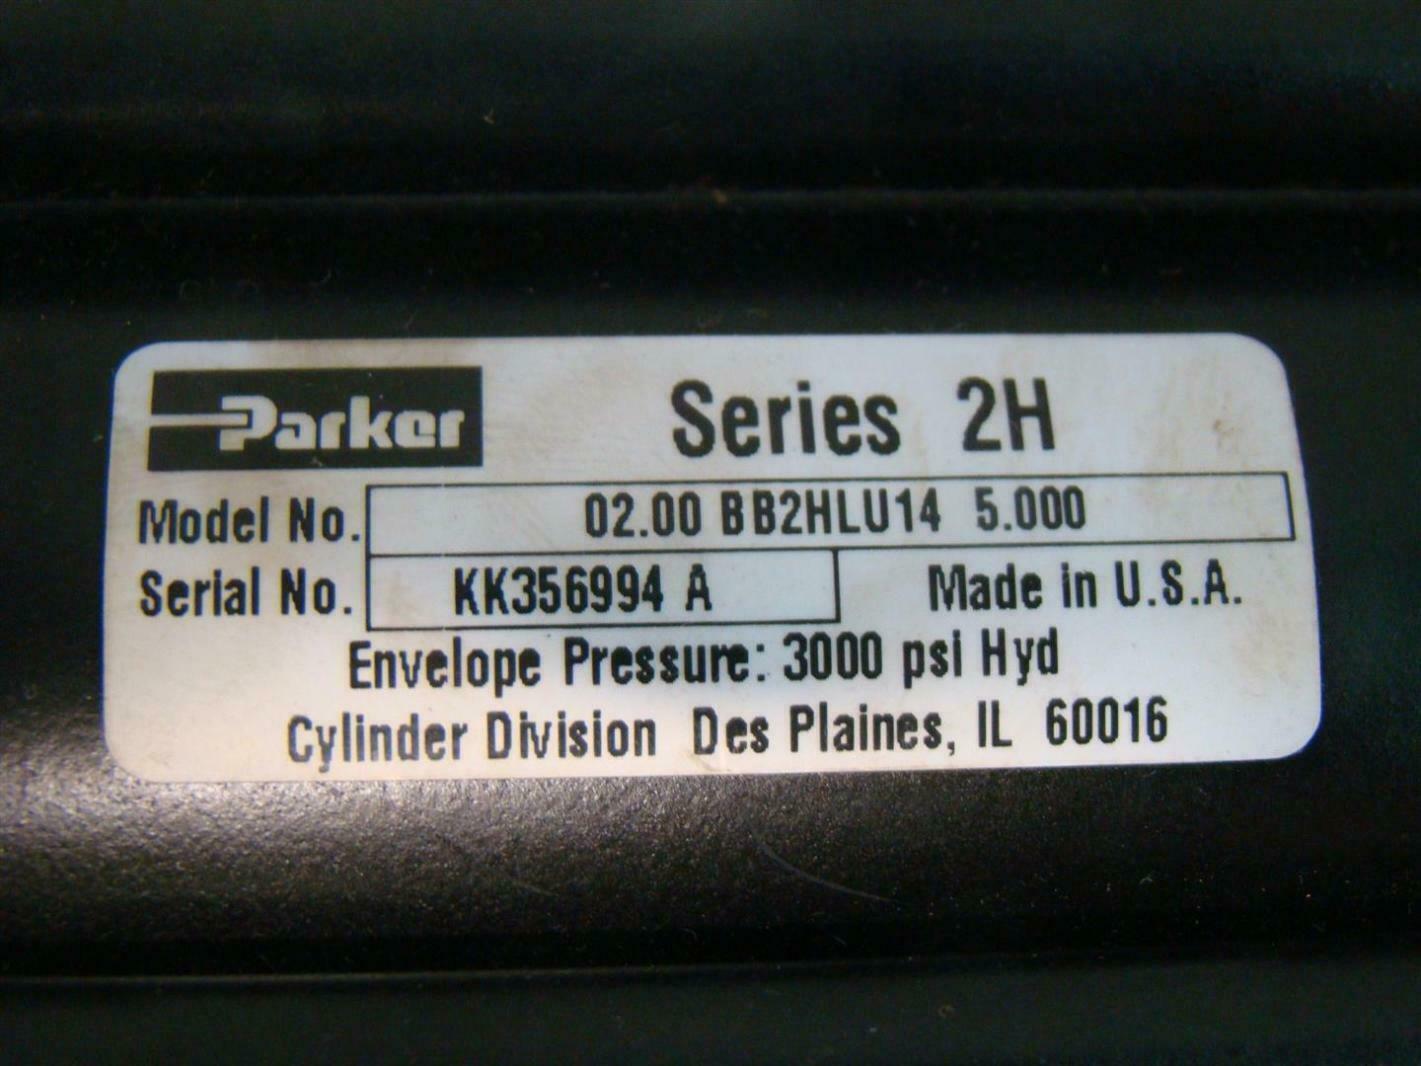 Parker Series 2H
Model No. 02.00 BB2HLU14 5.000
Serial No. KK356994 A Made in U.S.A.
Envelope Pressure: 3000 psi Hyd
Cylinder Division Des Plaines, IL 60016